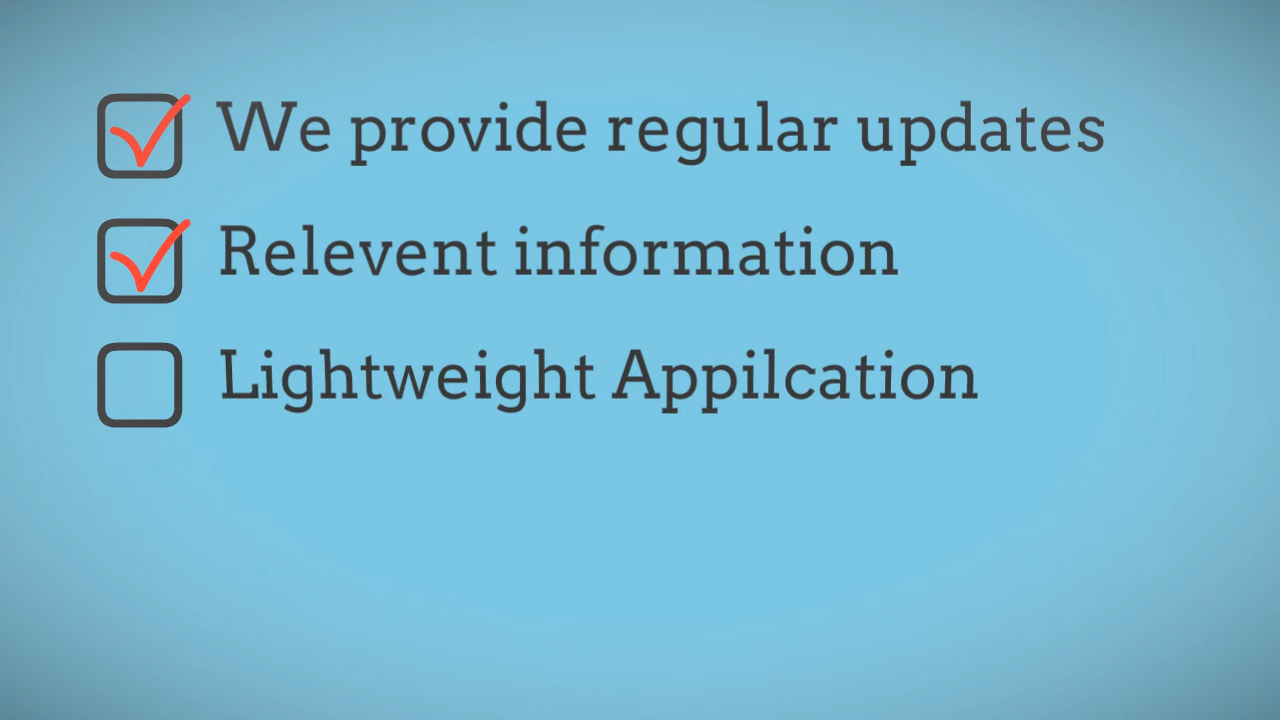 We provide regular updates
Relevent information
Lightweight Appilcation